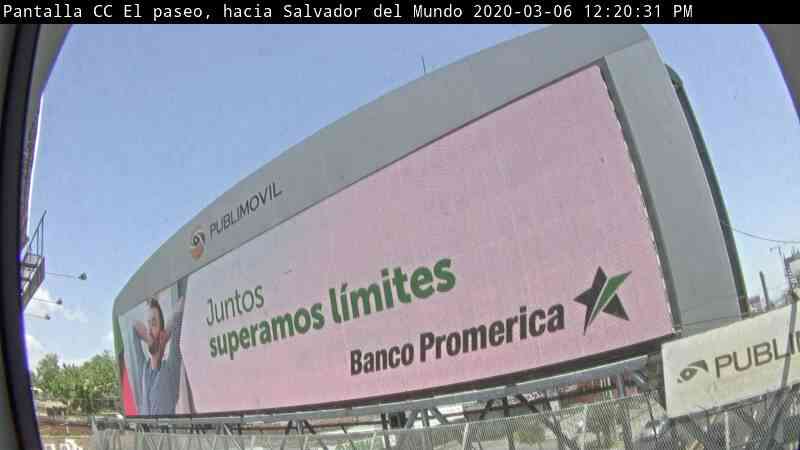 Pantalla CC El paseo, hacia Salvador del Mundo 2020-03-06 12:20:31 PM
PUBLIMOVIL
Juntos
superamos límites
Banco Promerica
PUBLI